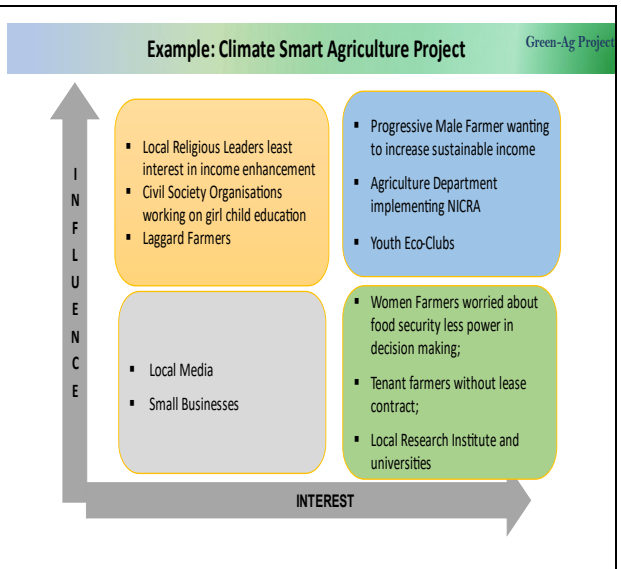 Example: Climate Smart Agriculture Project
Green-Ag Project
I
N
F
L
U
E
N
C
E
▪ Local Religious Leaders least
interest in income enhancement
▪ Civil Society Organisations
working on girl child education
▪ Laggard Farmers
▪ Progressive Male Farmer wanting
to increase sustainable income
▪ Agriculture Department
implementing NICRA
▪ Youth Eco-Clubs
▪ Local Media
▪ Small Businesses
▪ Women Farmers worried about
food security less power in
decision making;
▪ Tenant farmers without lease
contract;
▪ Local Research Institute and
universities
INTEREST